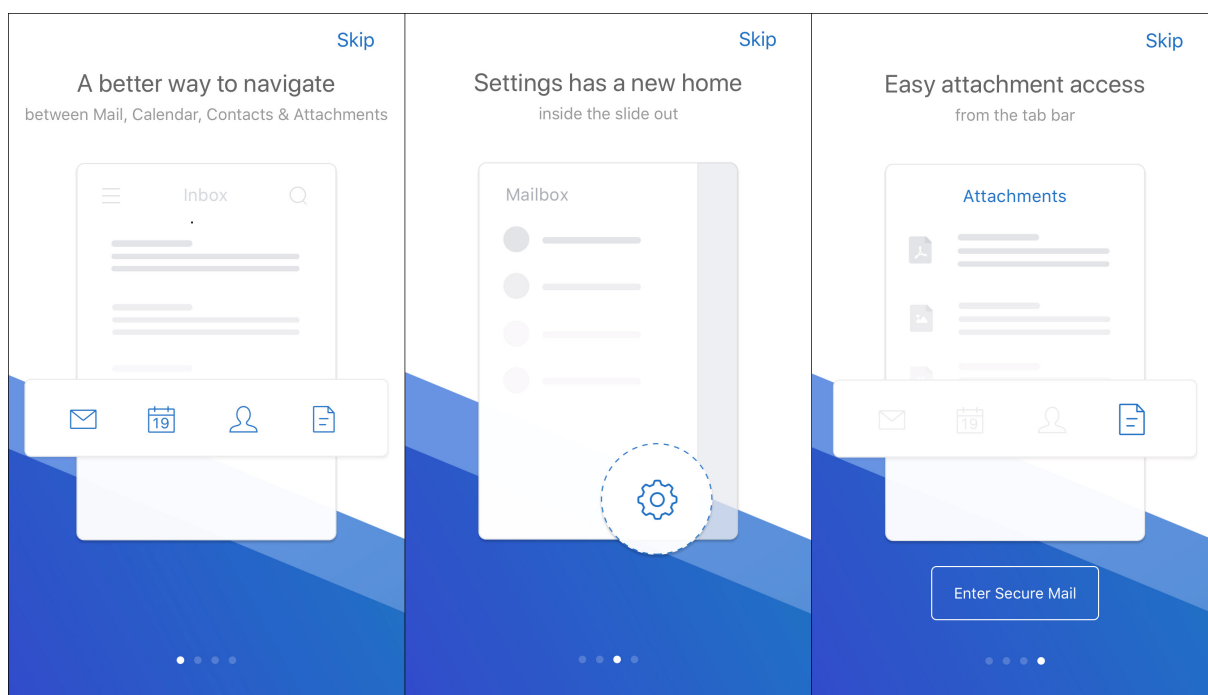 Skip
A better way to navigate
between Mail, Calendar, Contacts & Attachments
Inbox
19
Skip
Settings has a new home
inside the slide out
Mailbox
Skip
Easy attachment access
from the tab bar
Attachments
19
Enter Secure Mail